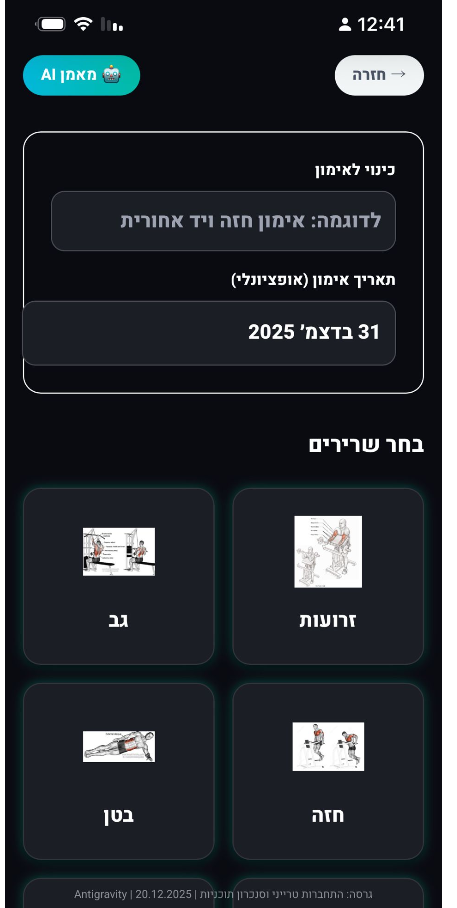 12:41
→ חזרה
מאמן AI
כינוי לאימון
לדוגמה: אימון חזה ויד אחורית
תאריך אימון (אופציונלי)
31 בדצמ׳ 2025
בחר שרירים
זרועות
גב
חזה
בטן
גרסה: התחברות טרייני וסנכרון תוכניות | 20.12.2025 | Antigravity